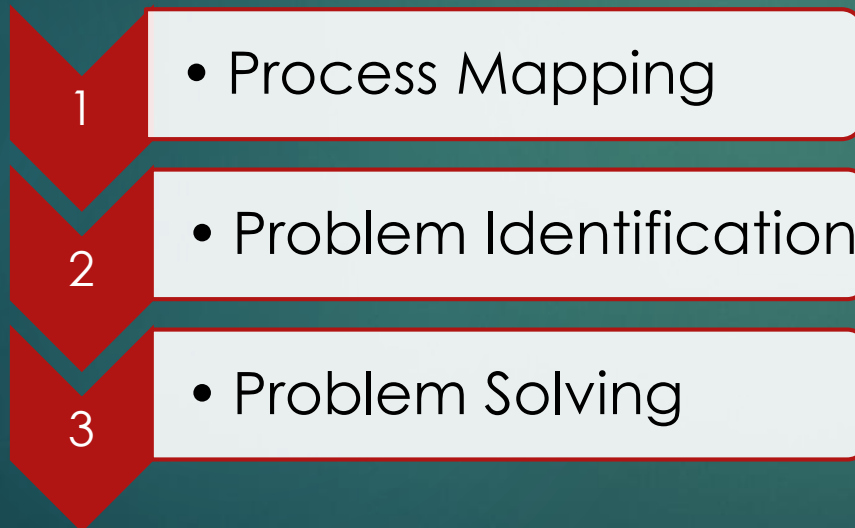 1
• Process Mapping
2
• Problem Identification
3
• Problem Solving